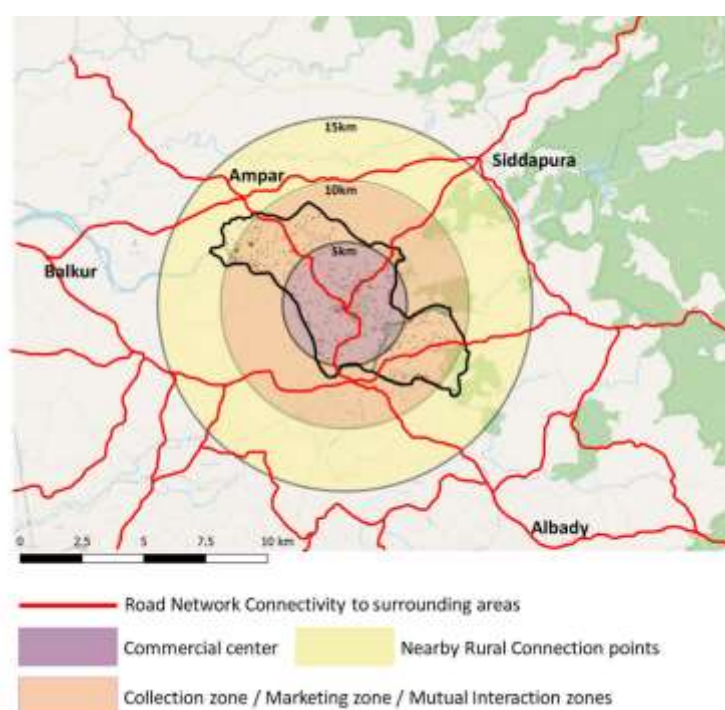 15km
Siddapura
Ampar
10km
5km
Balkur
Albady
0 2.5 5 7.5 10 km
Road Network Connectivity to surrounding areas
Commercial center Nearby Rural Connection points
Collection zone / Marketing zone / Mutual Interaction zones